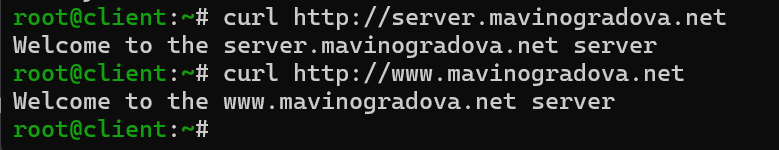 root@client:~# curl http://server.mavinogradova.net
Welcome to the server.mavinogradova.net server
root@client:~# curl http://www.mavinogradova.net
Welcome to the www.mavinogradova.net server
root@client:~#